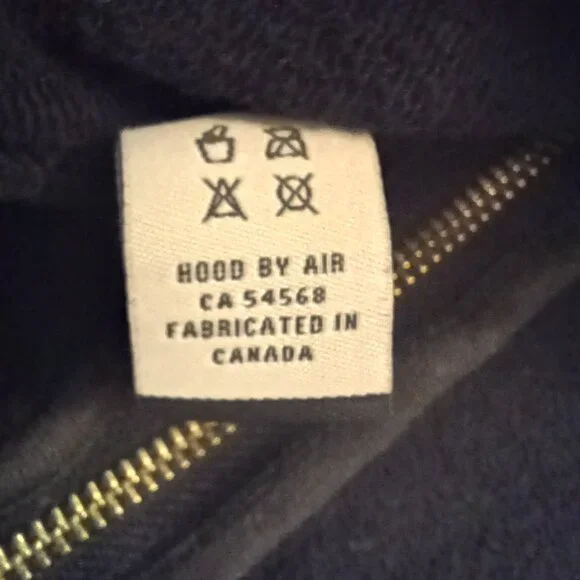 HOOD BY AIR
CA 54568
FABRICATED IN
CANADA